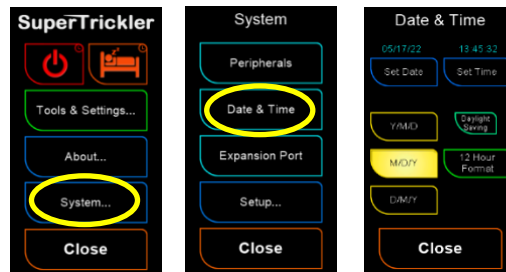 SuperTrickler
Tools & Settings...
About...
System...
Close
System
Peripherals
Date & Time
Expansion Port
Setup...
Close
Date & Time
05/17/22 13 45 32
Set Date Set Time
Y/M/D
Daylight
Saving
M/D/Y
12 Hour
Format
D/M/Y
Close